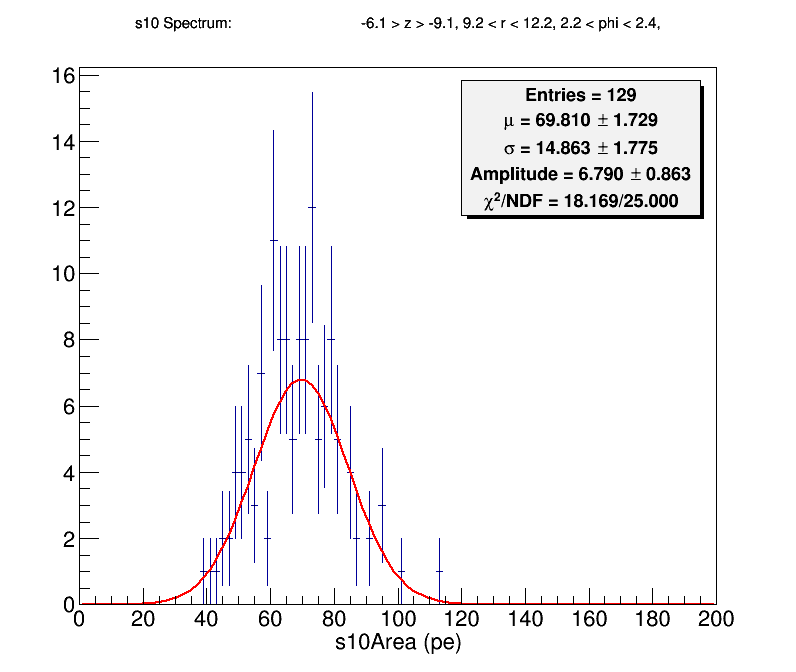 s10 Spectrum: -6.1 > z > -9.1, 9.2 < r < 12.2, 2.2 < phi < 2.4,
Entries = 129
μ = 69.810 ± 1.729
σ = 14.863 ± 1.775
Amplitude = 6.790 ± 0.863
χ²/NDF = 18.169/25.000
16
14
12
10
8
6
4
2
0
0 20 40 60 80 100 120 140 160 180 200
s10Area (pe)